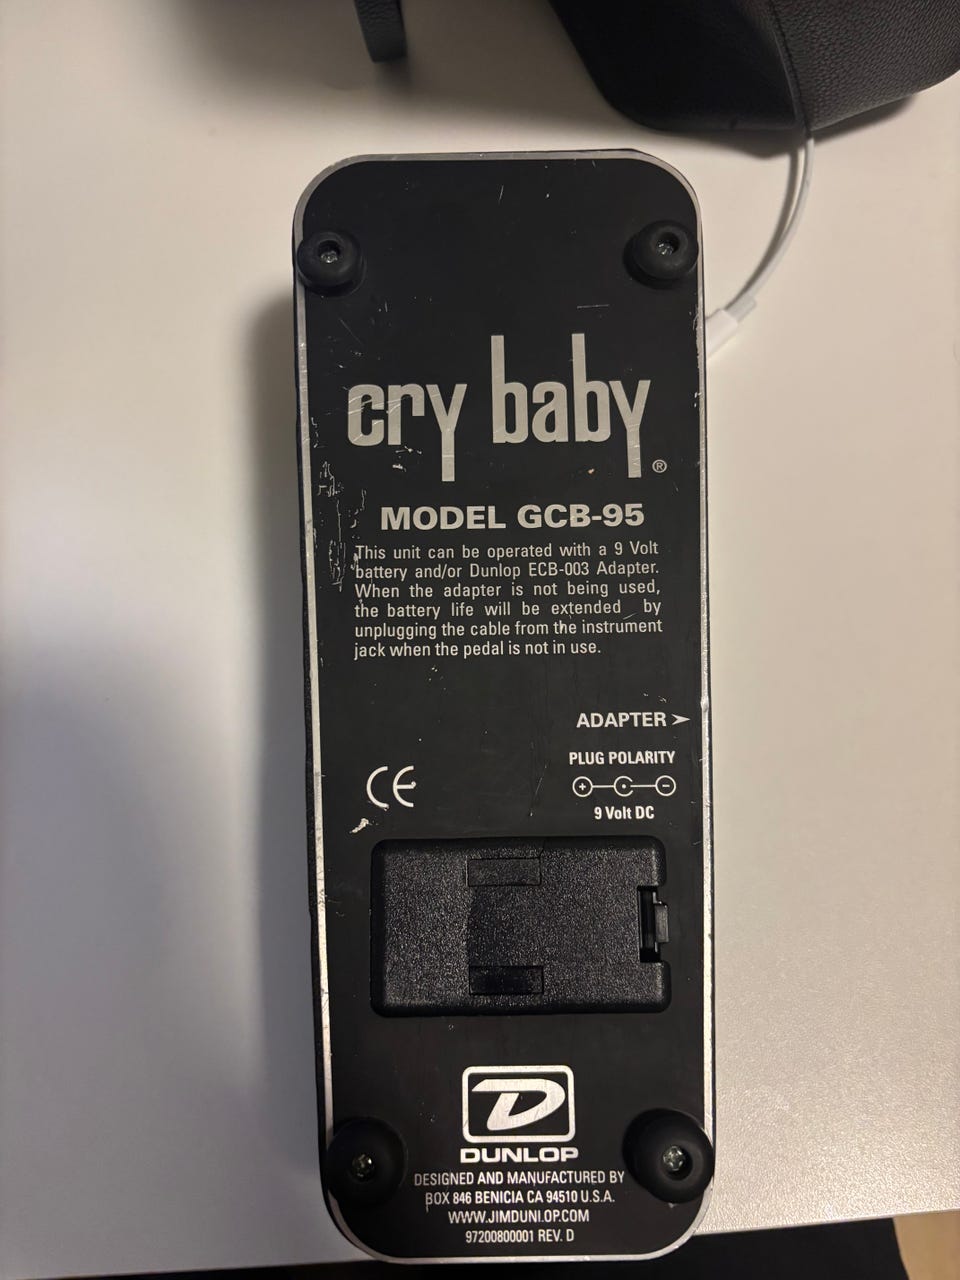 cry baby ®
MODEL GCB-95
This unit can be operated with a 9 Volt
battery and/or Dunlop ECB-003 Adapter.
When the adapter is not being used,
the battery life will be extended by
unplugging the cable from the instrument
jack when the pedal is not in use.
ADAPTER ➤
PLUG POLARITY
+ -
9 Volt DC
CE
D
DUNLOP
DESIGNED AND MANUFACTURED BY
BOX 846 BENICIA CA 94510 U.S.A.
WWW.JIMDUNLOP.COM
97200800001 REV. D